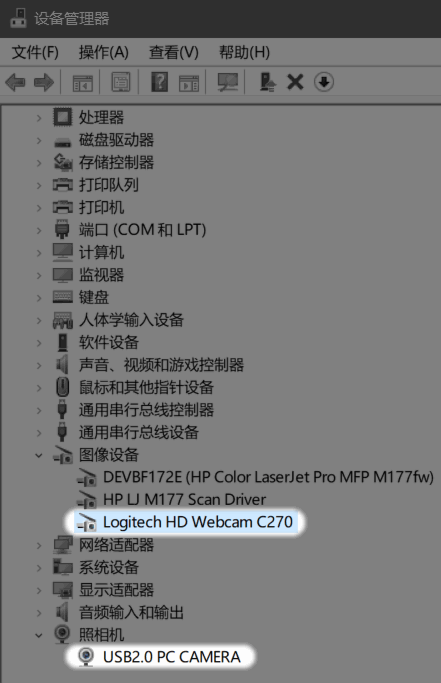 设备管理器
文件(F) 操作(A) 查看(V) 帮助(H)
处理器
磁盘驱动器
存储控制器
打印队列
打印机
端口 (COM 和 LPT)
计算机
监视器
键盘
人体学输入设备
软件设备
声音、视频和游戏控制器
鼠标和其他指针设备
通用串行总线控制器
通用串行总线设备
图像设备
DEVBF172E (HP Color LaserJet Pro MFP M177fw)
HP LJ M177 Scan Driver
Logitech HD Webcam C270
网络适配器
系统设备
显示适配器
音频输入和输出
照相机
USB2.0 PC CAMERA